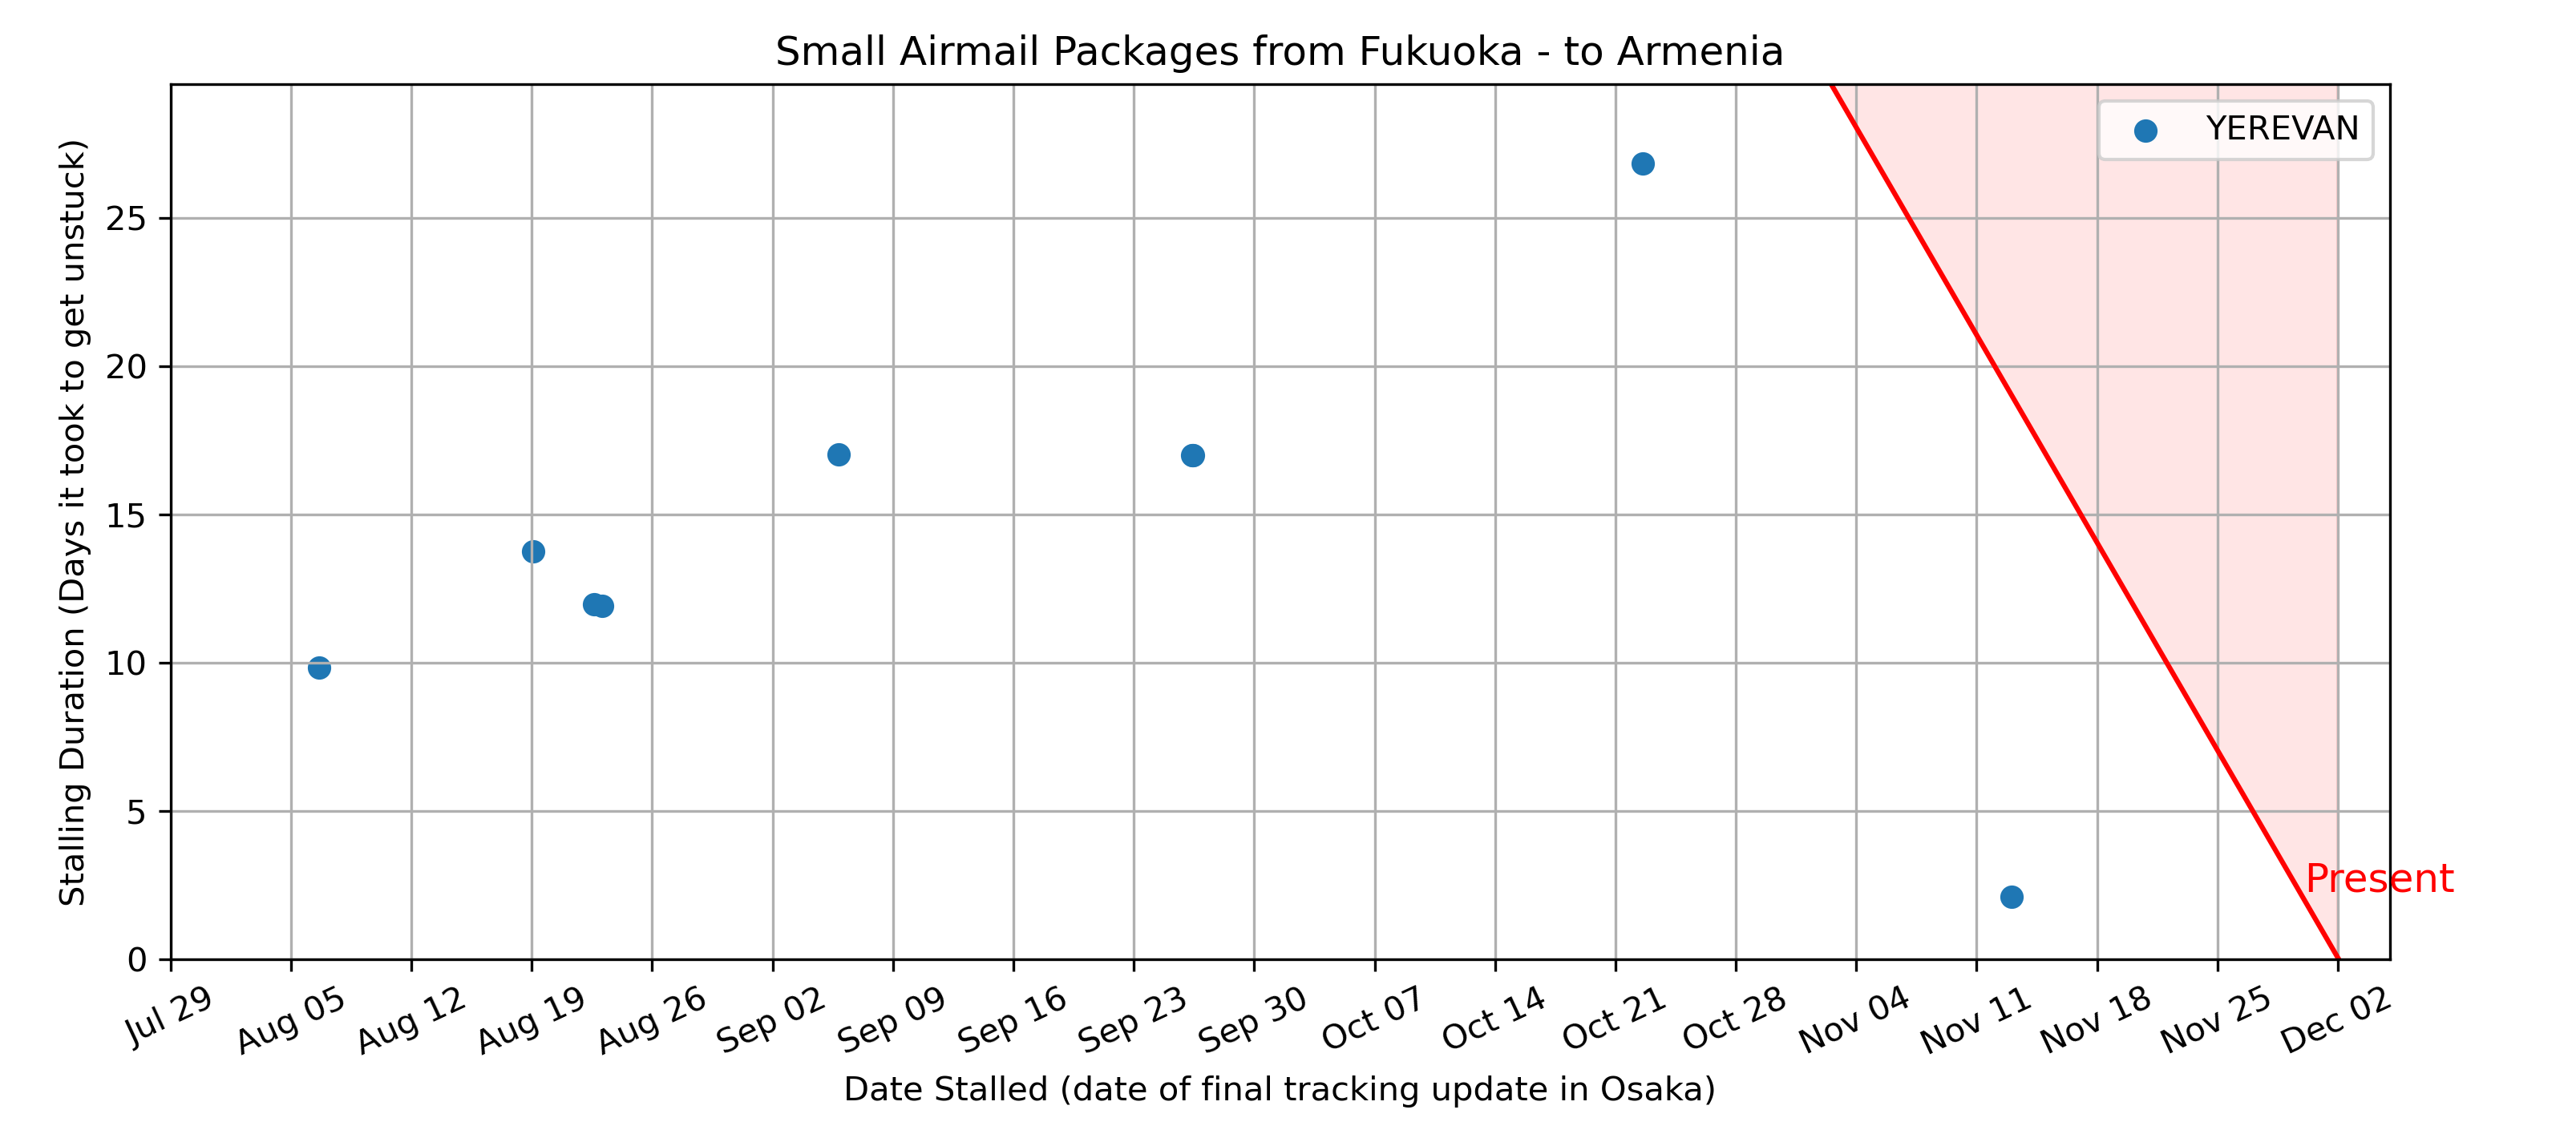 Small Airmail Packages from Fukuoka - to Armenia
YEREVAN
Stalling Duration (Days it took to get unstuck)
25
20
15
10
5
0
Present
Jul 29
Aug 05
Aug 12
Aug 19
Aug 26
Sep 02
Sep 09
Sep 16
Sep 23
Sep 30
Oct 07
Oct 14
Oct 21
Oct 28
Nov 04
Nov 11
Nov 18
Nov 25
Dec 02
Date Stalled (date of final tracking update in Osaka)